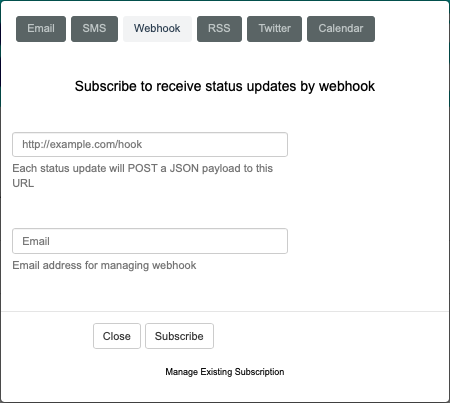 Email SMS Webhook RSS Twitter Calendar
Subscribe to receive status updates by webhook
http://example.com/hook
Each status update will POST a JSON payload to this
URL
Email
Email address for managing webhook
Close Subscribe
Manage Existing Subscription